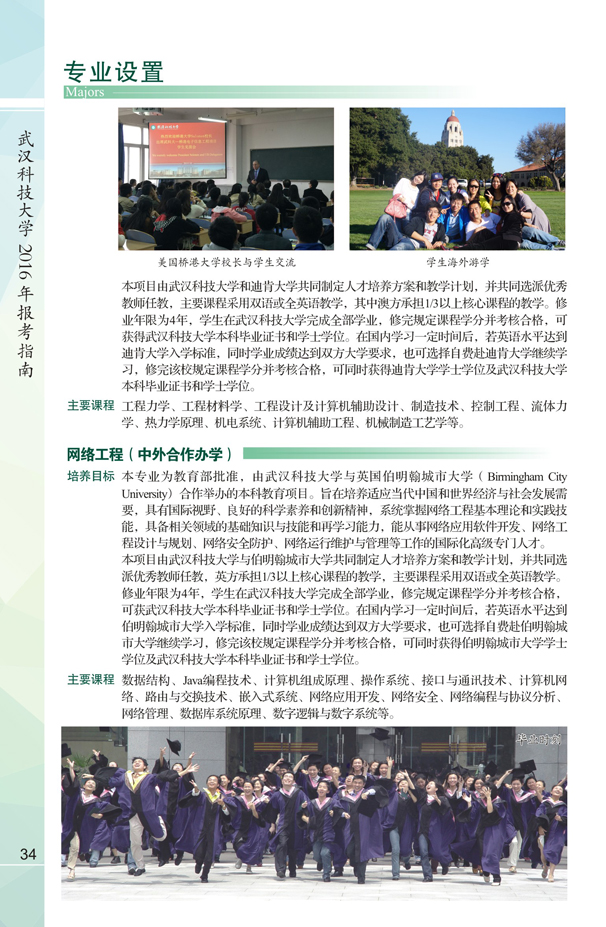 专业设置
Majors
武汉科技大学 2016 年报考指南
美国桥港大学校长与学生交流
学生海外游学
本项目由武汉科技大学和迪肯大学共同制定人才培养方案和教学计划，并共同选派优秀
教师任教，主要课程采用双语或全英语教学，其中澳方承担1/3以上核心课程的教学。修
业年限为4年，学生在武汉科技大学完成全部学业，修完规定课程学分并考核合格，可
获得武汉科技大学本科毕业证书和学士学位。在国内学习一定时间后，若英语水平达到
迪肯大学入学标准，同时学业成绩达到双方大学要求，也可选择自费赴迪肯大学继续学
习，修完该校规定课程学分并考核合格，可同时获得迪肯大学学士学位及武汉科技大学
本科毕业证书和学士学位。
主要课程 工程力学、工程材料学、工程设计及计算机辅助设计、制造技术、控制工程、流体力
学、热力学原理、机电系统、计算机辅助工程、机械制造工艺学等。
网络工程（中外合作办学）
培养目标 本专业为教育部批准，由武汉科技大学与英国伯明翰城市大学（Birmingham City
University）合作举办的本科教育项目。旨在培养适应当代中国和世界经济与社会发展需
要，具有国际视野、良好的科学素养和创新精神，系统掌握网络工程基本理论和实践技
能，具备相关领域的基础知识与技能和再学习能力，能从事网络应用软件开发、网络工
程设计与规划、网络安全防护、网络运行维护与管理等工作的国际化高级专门人才。
本项目由武汉科技大学与伯明翰城市大学共同制定人才培养方案和教学计划，并共同选
派优秀教师任教，英方承担1/3以上核心课程的教学，主要课程采用双语或全英语教学。
修业年限为4年，学生在武汉科技大学完成全部学业，修完规定课程学分并考核合格，
可获武汉科技大学本科毕业证书和学士学位。在国内学习一定时间后，若英语水平达到
伯明翰城市大学入学标准，同时学业成绩达到双方大学要求，也可选择自费赴伯明翰城
市大学继续学习，修完该校规定课程学分并考核合格，可同时获得伯明翰城市大学学士
学位及武汉科技大学本科毕业证书和学士学位。
主要课程 数据结构、Java编程技术、计算机组成原理、操作系统、接口与通讯技术、计算机网
络、路由与交换技术、嵌入式系统、网络应用开发、网络安全、网络编程与协议分析、
网络管理、数据库系统原理、数字逻辑与数字系统等。
毕业时刻
34